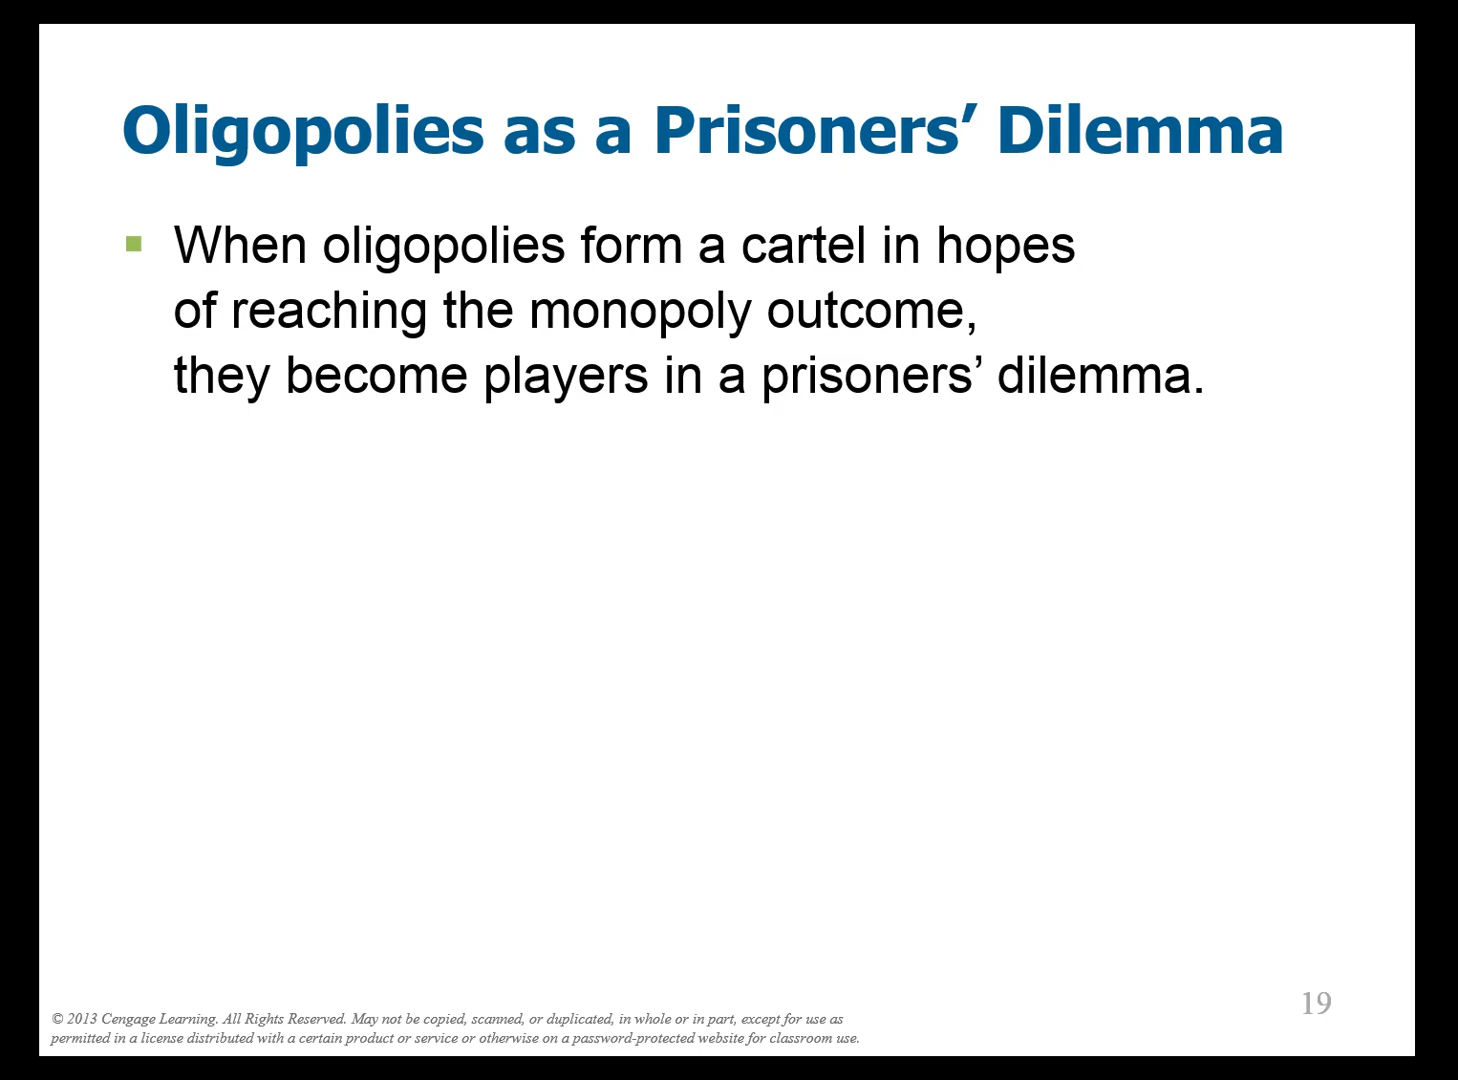 Oligopolies as a Prisoners’ Dilemma
When oligopolies form a cartel in hopes
of reaching the monopoly outcome,
they become players in a prisoners’ dilemma.
19
© 2013 Cengage Learning. All Rights Reserved. May not be copied, scanned, or duplicated, in whole or in part, except for use as
permitted in a license distributed with a certain product or service or otherwise on a password-protected website for classroom use.